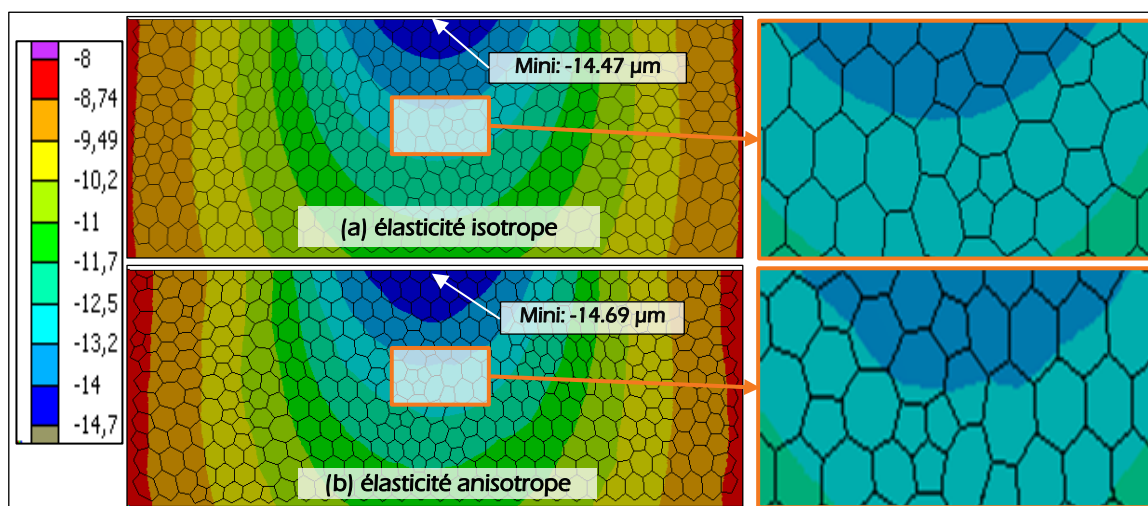 -8
-8,74
-9,49
-10,2
-11
-11,7
-12,5
-13,2
-14
-14,7
Mini: -14.47 µm
(a) élasticité isotrope
Mini: -14.69 µm
(b) élasticité anisotrope